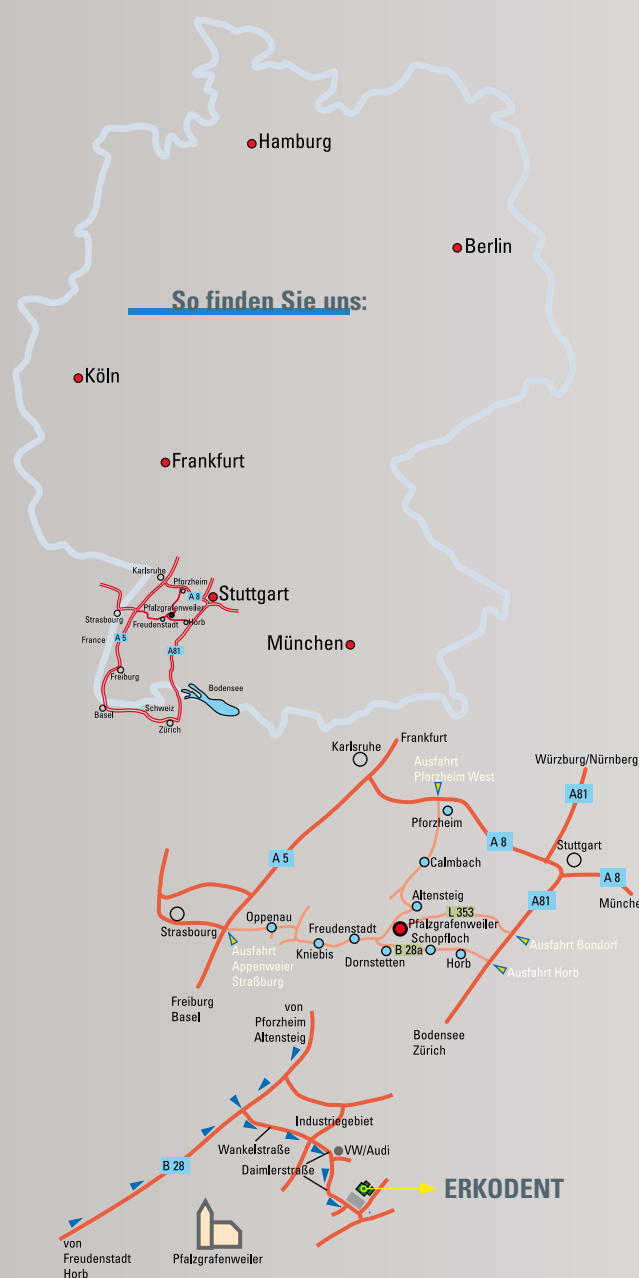 Hamburg
Berlin
So finden Sie uns:
Köln
Frankfurt
Karlsruhe
Pforzheim
A 8
Stuttgart
Pfalzgrafenweiler
Strasbourg
Freudenstadt
Horb
France
A 5
A81
München
Freiburg
Bodensee
Basel
Schweiz
Zürich
Frankfurt
Karlsruhe
Ausfahrt
Pforzheim West
Würzburg/Nürnberg
A81
Pforzheim
A 8
Stuttgart
A 5
Calmbach
A 8
Münche
Altensteig
A81
L 353
Oppenau
Freudenstadt
Pfalzgrafenweiler
Strasbourg
Schopfloch
Ausfahrt Bondorf
Kniebis
B 28a
Dornstetten
Horb
Ausfahrt
Appenweier
Straßburg
Ausfahrt Horb
Freiburg
Basel
Bodensee
Zürich
von
Pforzheim
Altensteig
Industriegebiet
Wankelstraße
VW/Audi
B 28
Daimlerstraße
ERKODENT
von
Freudenstadt
Horb
Pfalzgrafenweiler